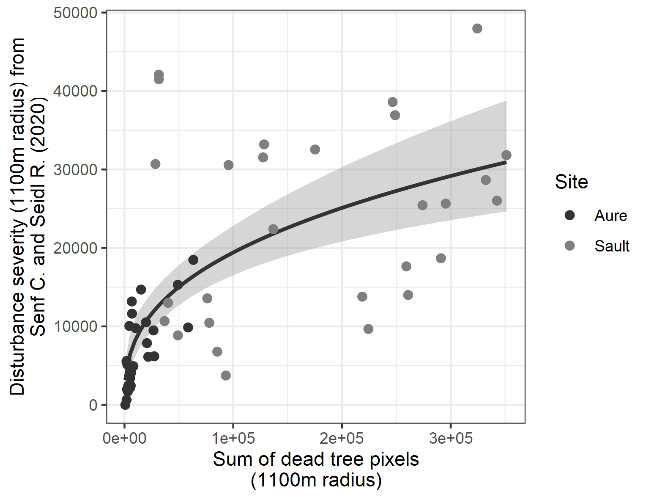 50000
40000
30000
20000
10000
0
Disturbance severity (1100m radius) from
Senf C. and Seidl R. (2020)
0e+00 1e+05 2e+05 3e+05
Sum of dead tree pixels
(1100m radius)
Site
Aure
Sault